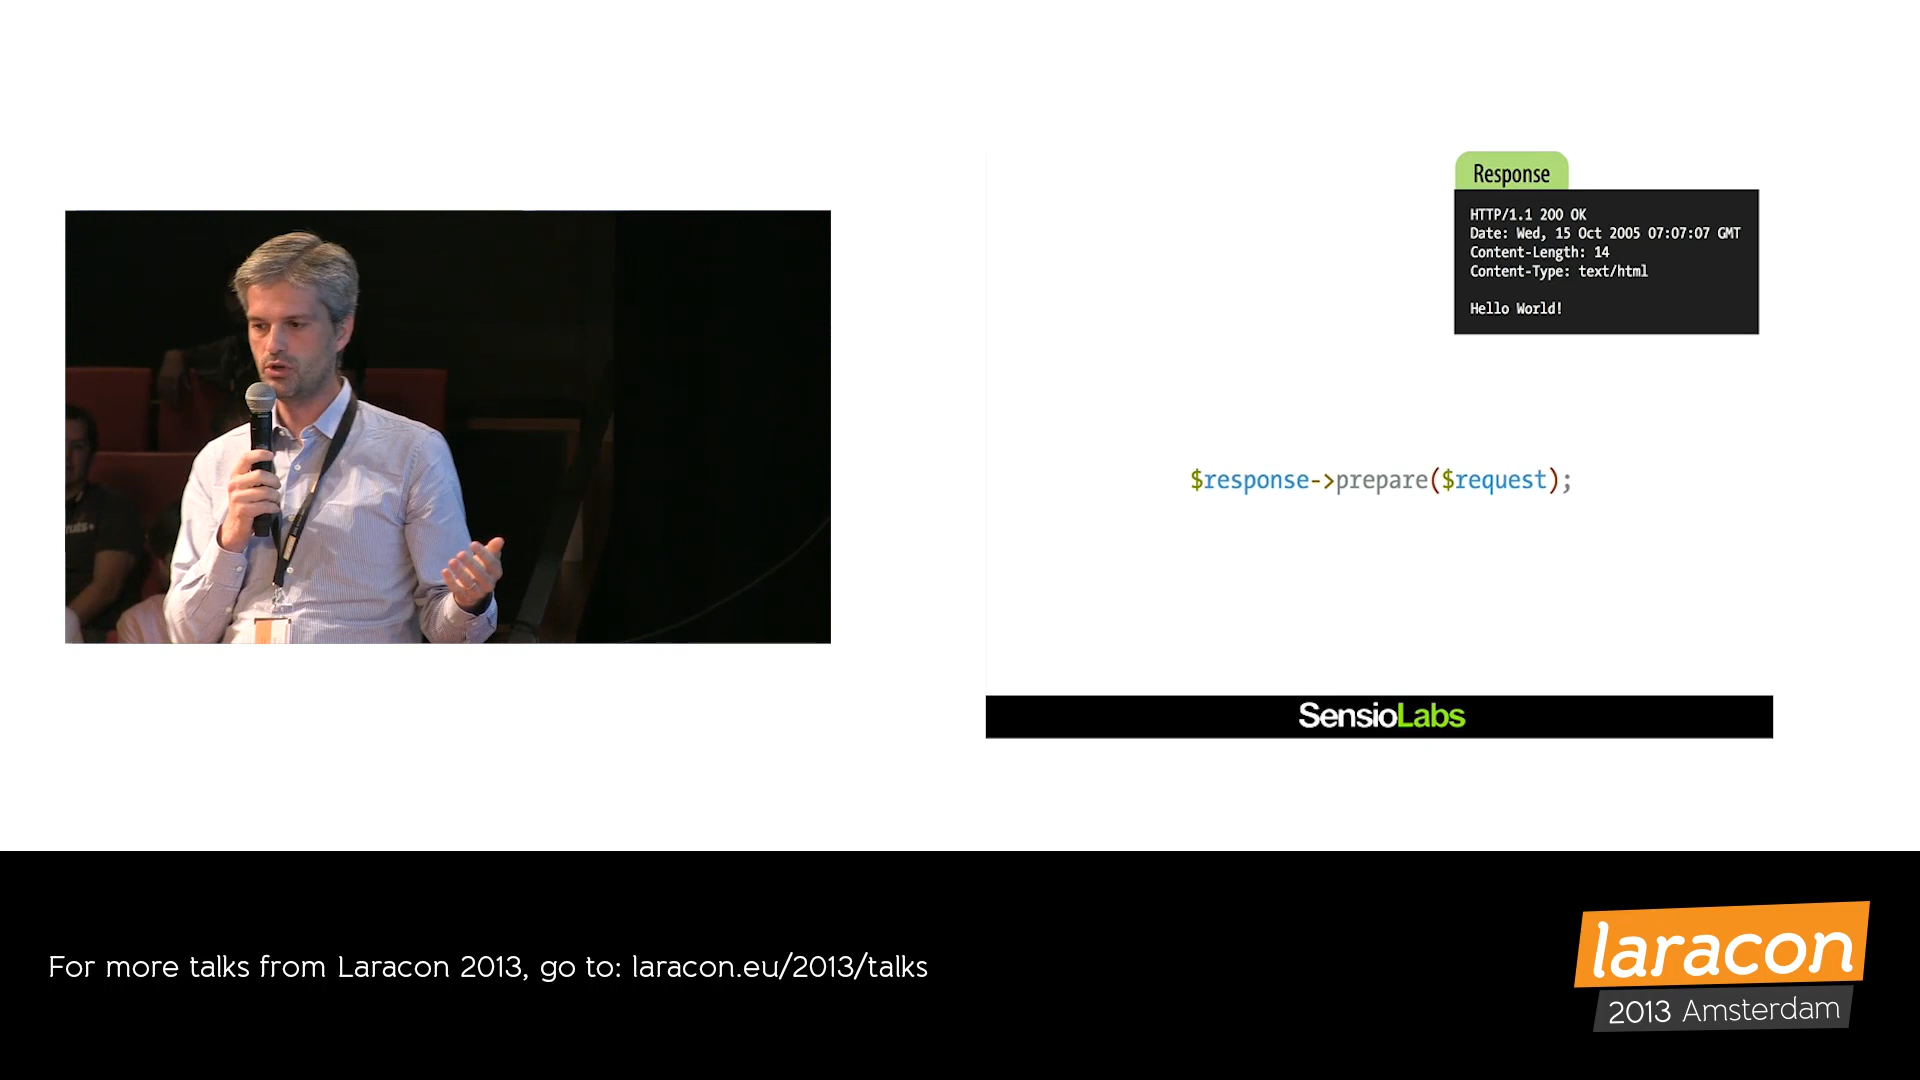 Response
HTTP/1.1 200 OK
Date: Wed, 15 Oct 2005 07:07:07 GMT
Content-Length: 14
Content-Type: text/html
Hello World!
$response->prepare($request);
SensioLabs
For more talks from Laracon 2013, go to: laracon.eu/2013/talks
laracon
2013 Amsterdam